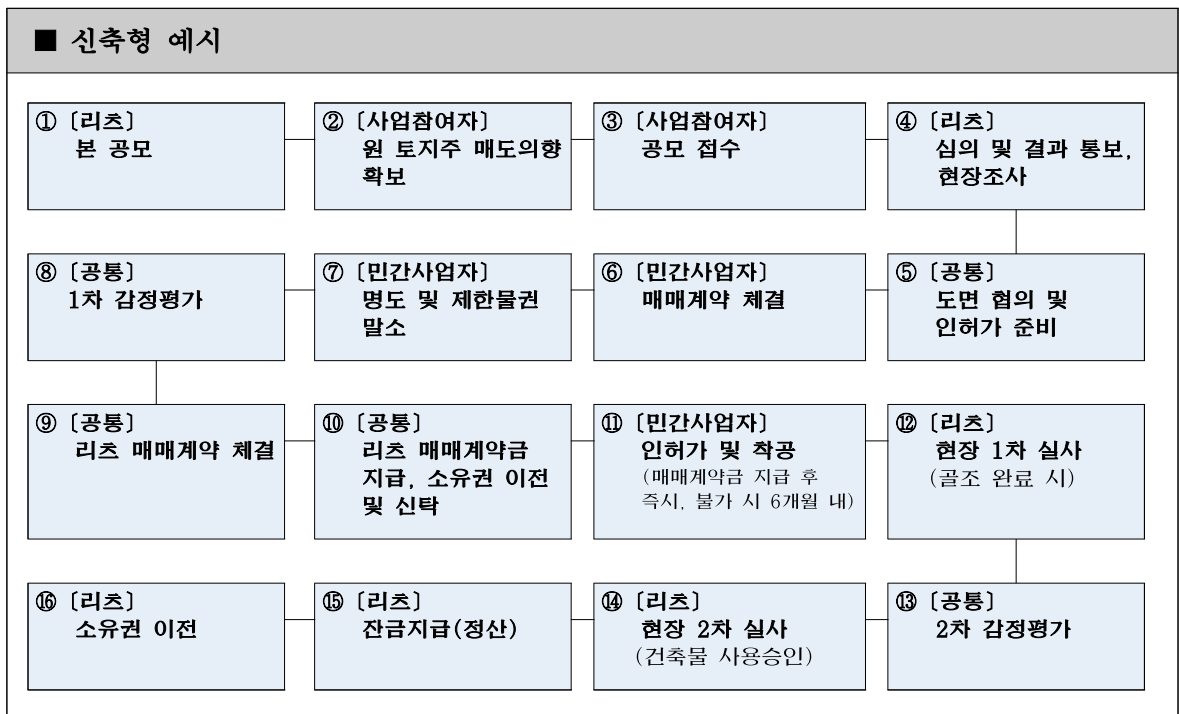 ■ 신축형 예시
① [리츠]
본 공모
② [사업참여자]
원 토지주 매도의향
확보
③ [사업참여자]
공모 접수
④ [리츠]
심의 및 결과 통보,
현장조사
⑤ [공통]
도면 협의 및
인허가 준비
⑥ [민간사업자]
매매계약 체결
⑦ [민간사업자]
명도 및 제한물권
말소
⑧ [공통]
1차 감정평가
⑨ [공통]
리츠 매매계약 체결
⑩ [공통]
리츠 매매계약금
지급, 소유권 이전
및 신탁
⑪ [민간사업자]
인허가 및 착공
(매매계약금 지급 후
즉시, 불가 시 6개월 내)
⑫ [리츠]
현장 1차 실사
(골조 완료 시)
⑬ [공통]
2차 감정평가
⑭ [리츠]
현장 2차 실사
(건축물 사용승인)
⑮ [리츠]
잔금지급(정산)
⑯ [리츠]
소유권 이전